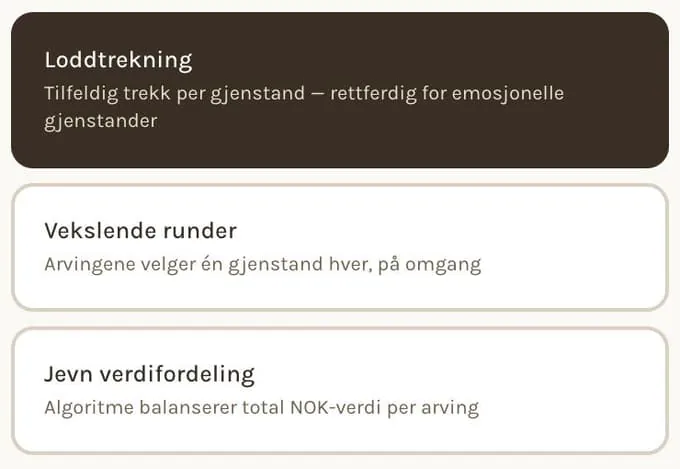 Loddtrekning
Tilfeldig trekk per gjenstand — rettferdig for emosjonelle
gjenstander
Vekslende runder
Arvingene velger én gjenstand hver, på omgang
Jevn verdifordeling
Algoritme balanserer total NOK-verdi per arving